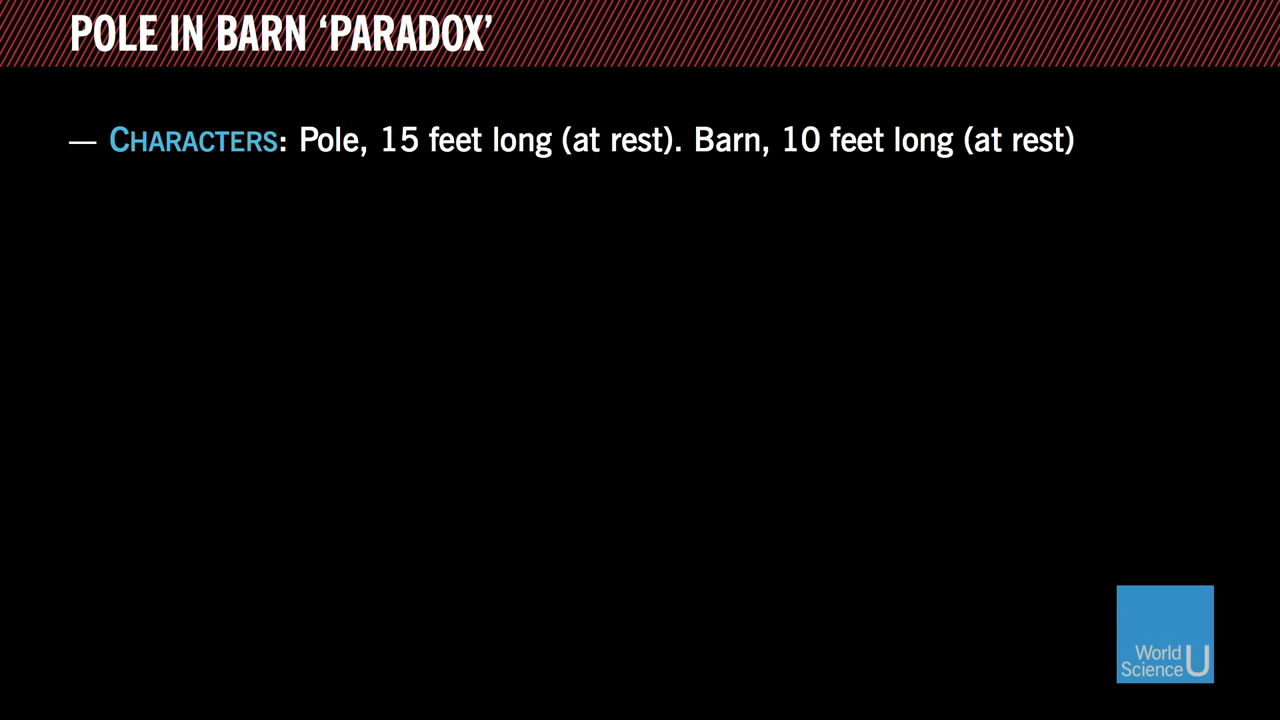 POLE IN BARN ‘PARADOX’
— CHARACTERS: Pole, 15 feet long (at rest). Barn, 10 feet long (at rest)
World
Science U